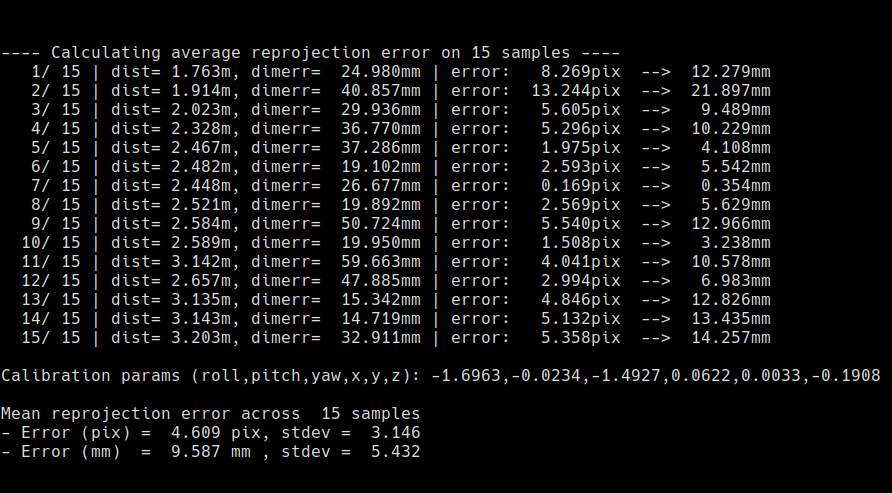 ---- Calculating average reprojection error on 15 samples ----
   1/ 15 | dist= 1.763m, dimerr=  24.980mm | error:   8.269pix  -->  12.279mm
   2/ 15 | dist= 1.914m, dimerr=  40.857mm | error:  13.244pix  -->  21.897mm
   3/ 15 | dist= 2.023m, dimerr=  29.936mm | error:   5.605pix  -->   9.489mm
   4/ 15 | dist= 2.328m, dimerr=  36.770mm | error:   5.296pix  -->  10.229mm
   5/ 15 | dist= 2.467m, dimerr=  37.286mm | error:   1.975pix  -->   4.108mm
   6/ 15 | dist= 2.482m, dimerr=  19.102mm | error:   2.593pix  -->   5.542mm
   7/ 15 | dist= 2.448m, dimerr=  26.677mm | error:   0.169pix  -->   0.354mm
   8/ 15 | dist= 2.521m, dimerr=  19.892mm | error:   2.569pix  -->   5.629mm
   9/ 15 | dist= 2.584m, dimerr=  50.724mm | error:   5.540pix  -->  12.966mm
  10/ 15 | dist= 2.589m, dimerr=  19.950mm | error:   1.508pix  -->   3.238mm
  11/ 15 | dist= 3.142m, dimerr=  59.663mm | error:   4.041pix  -->  10.578mm
  12/ 15 | dist= 2.657m, dimerr=  47.885mm | error:   2.994pix  -->   6.983mm
  13/ 15 | dist= 3.135m, dimerr=  15.342mm | error:   4.846pix  -->  12.826mm
  14/ 15 | dist= 3.143m, dimerr=  14.719mm | error:   5.132pix  -->  13.435mm
  15/ 15 | dist= 3.203m, dimerr=  32.911mm | error:   5.358pix  -->  14.257mm
Calibration params (roll,pitch,yaw,x,y,z): -1.6963,-0.0234,-1.4927,0.0622,0.0033,-0.1908
Mean reprojection error across  15 samples
- Error (pix) =  4.609 pix, stdev =  3.146
- Error (mm)  =  9.587 mm , stdev =  5.432